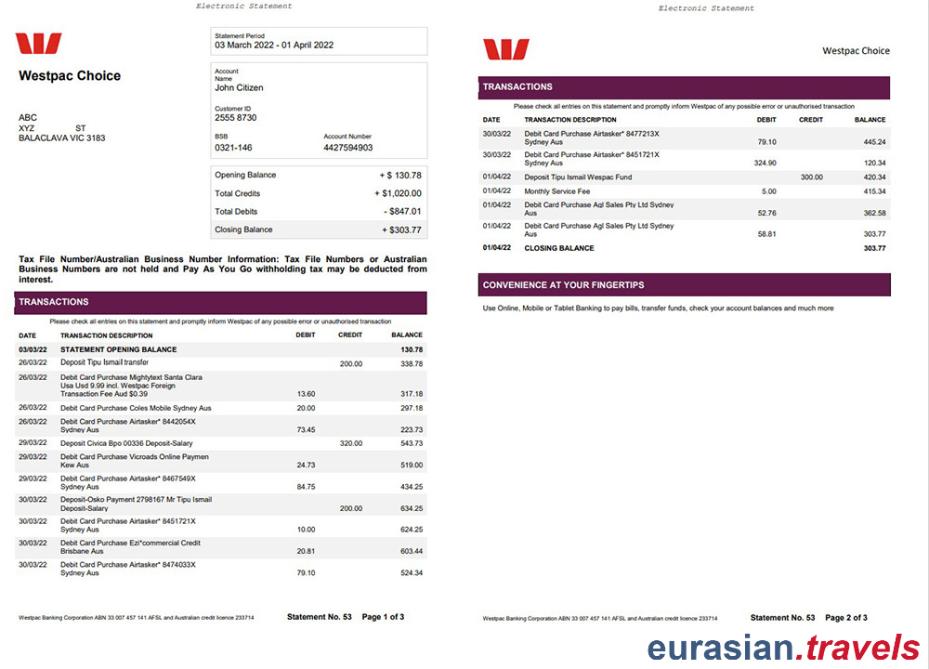 Electronic Statement
Westpac Choice
Statement Period
03 March 2022 - 01 April 2022
Account
Name
John Citizen
Customer ID
2555 8730
BSB Account Number
0321-146 4427594903
ABC
XYZ ST
BALACLAVA VIC 3183
Opening Balance + $ 130.78
Total Credits + $1,020.00
Total Debits - $847.01
Closing Balance + $303.77
Tax File Number/Australian Business Number Information: Tax File Numbers or Australian
Business Numbers are not held and Pay As You Go withholding tax may be deducted from
interest.
TRANSACTIONS
Please check all entries on this statement and promptly inform Westpac of any possible error or unauthorised transaction
DATE TRANSACTION DESCRIPTION DEBIT CREDIT BALANCE
03/03/22 STATEMENT OPENING BALANCE 130.78
26/03/22 Deposit Tipu Ismail transfer 200.00 338.78
26/03/22 Debit Card Purchase Mightytext Santa Clara
Usa Usd 9.99 incl. Westpac Foreign
Transaction Fee Aud $0.39 13.60 317.18
26/03/22 Debit Card Purchase Coles Mobile Sydney Aus 20.00 297.18
26/03/22 Debit Card Purchase Airtasker* 8442054X
Sydney Aus 73.45 223.73
29/03/22 Deposit Civica Bpo 00336 Deposit-Salary 320.00 543.73
29/03/22 Debit Card Purchase Vicroads Online Paymen
Kew Aus 24.73 519.00
29/03/22 Debit Card Purchase Airtasker* 8467549X
Sydney Aus 84.75 434.25
30/03/22 Deposit-Osko Payment 2798167 Mr Tipu Ismail
Deposit-Salary 200.00 634.25
30/03/22 Debit Card Purchase Airtasker* 8451721X
Sydney Aus 10.00 624.25
30/03/22 Debit Card Purchase Ezi*commercial Credit
Brisbane Aus 20.81 603.44
30/03/22 Debit Card Purchase Airtasker* 8474033X
Sydney Aus 79.10 524.34
Westpac Banking Corporation ABN 33 007 457 141 AFSL and Australian credit licence 233714 Statement No. 53 Page 1 of 3
Electronic Statement
Westpac Choice
TRANSACTIONS
Please check all entries on this statement and promptly inform Westpac of any possible error or unauthorised transaction
DATE TRANSACTION DESCRIPTION DEBIT CREDIT BALANCE
30/03/22 Debit Card Purchase Airtasker* 8477213X
Sydney Aus 79.10 445.24
30/03/22 Debit Card Purchase Airtasker* 8451721X
Sydney Aus 324.90 120.34
01/04/22 Deposit Tipu Ismail Wespac Fund 300.00 420.34
01/04/22 Monthly Service Fee 5.00 415.34
01/04/22 Debit Card Purchase Agl Sales Pty Ltd Sydney
Aus 52.76 362.58
01/04/22 Debit Card Purchase Agl Sales Pty Ltd Sydney
Aus 58.81 303.77
01/04/22 CLOSING BALANCE 303.77
CONVENIENCE AT YOUR FINGERTIPS
Use Online, Mobile or Tablet Banking to pay bills, transfer funds, check your account balances and much more
Westpac Banking Corporation ABN 33 007 457 141 AFSL and Australian credit licence 233714 Statement No. 53 Page 2 of 3
eurasian.travels